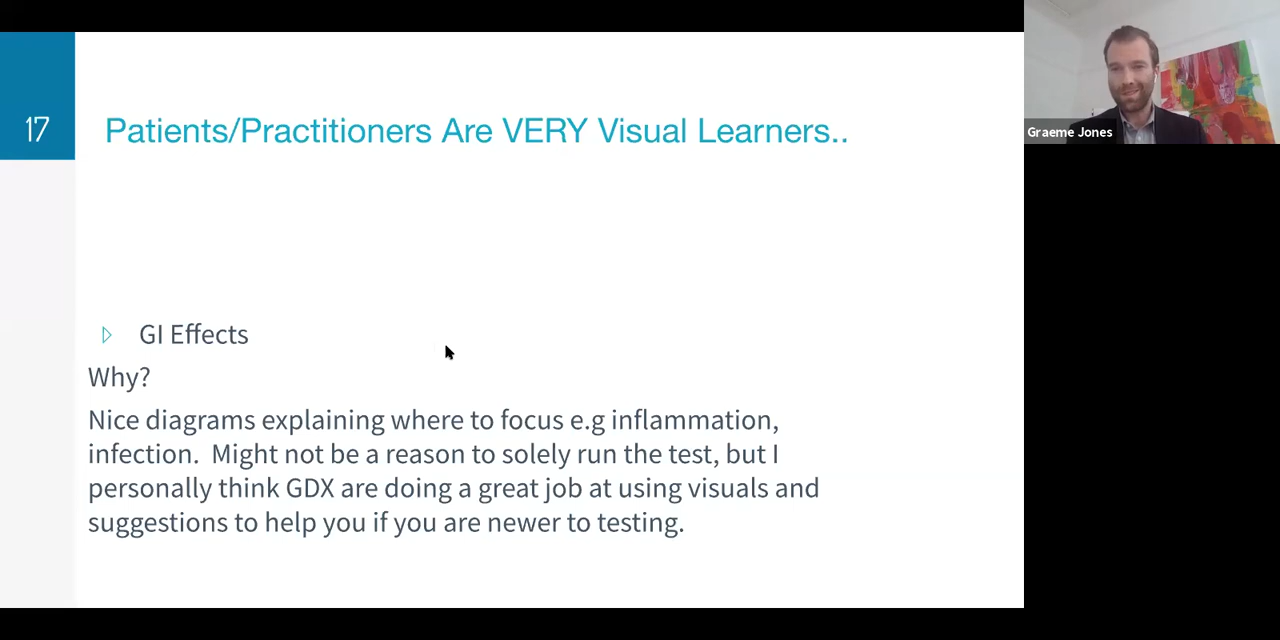 17
Patients/Practitioners Are VERY Visual Learners..
Graeme Jones
GI Effects
Why?
Nice diagrams explaining where to focus e.g inflammation,
infection.  Might not be a reason to solely run the test, but I
personally think GDX are doing a great job at using visuals and
suggestions to help you if you are newer to testing.